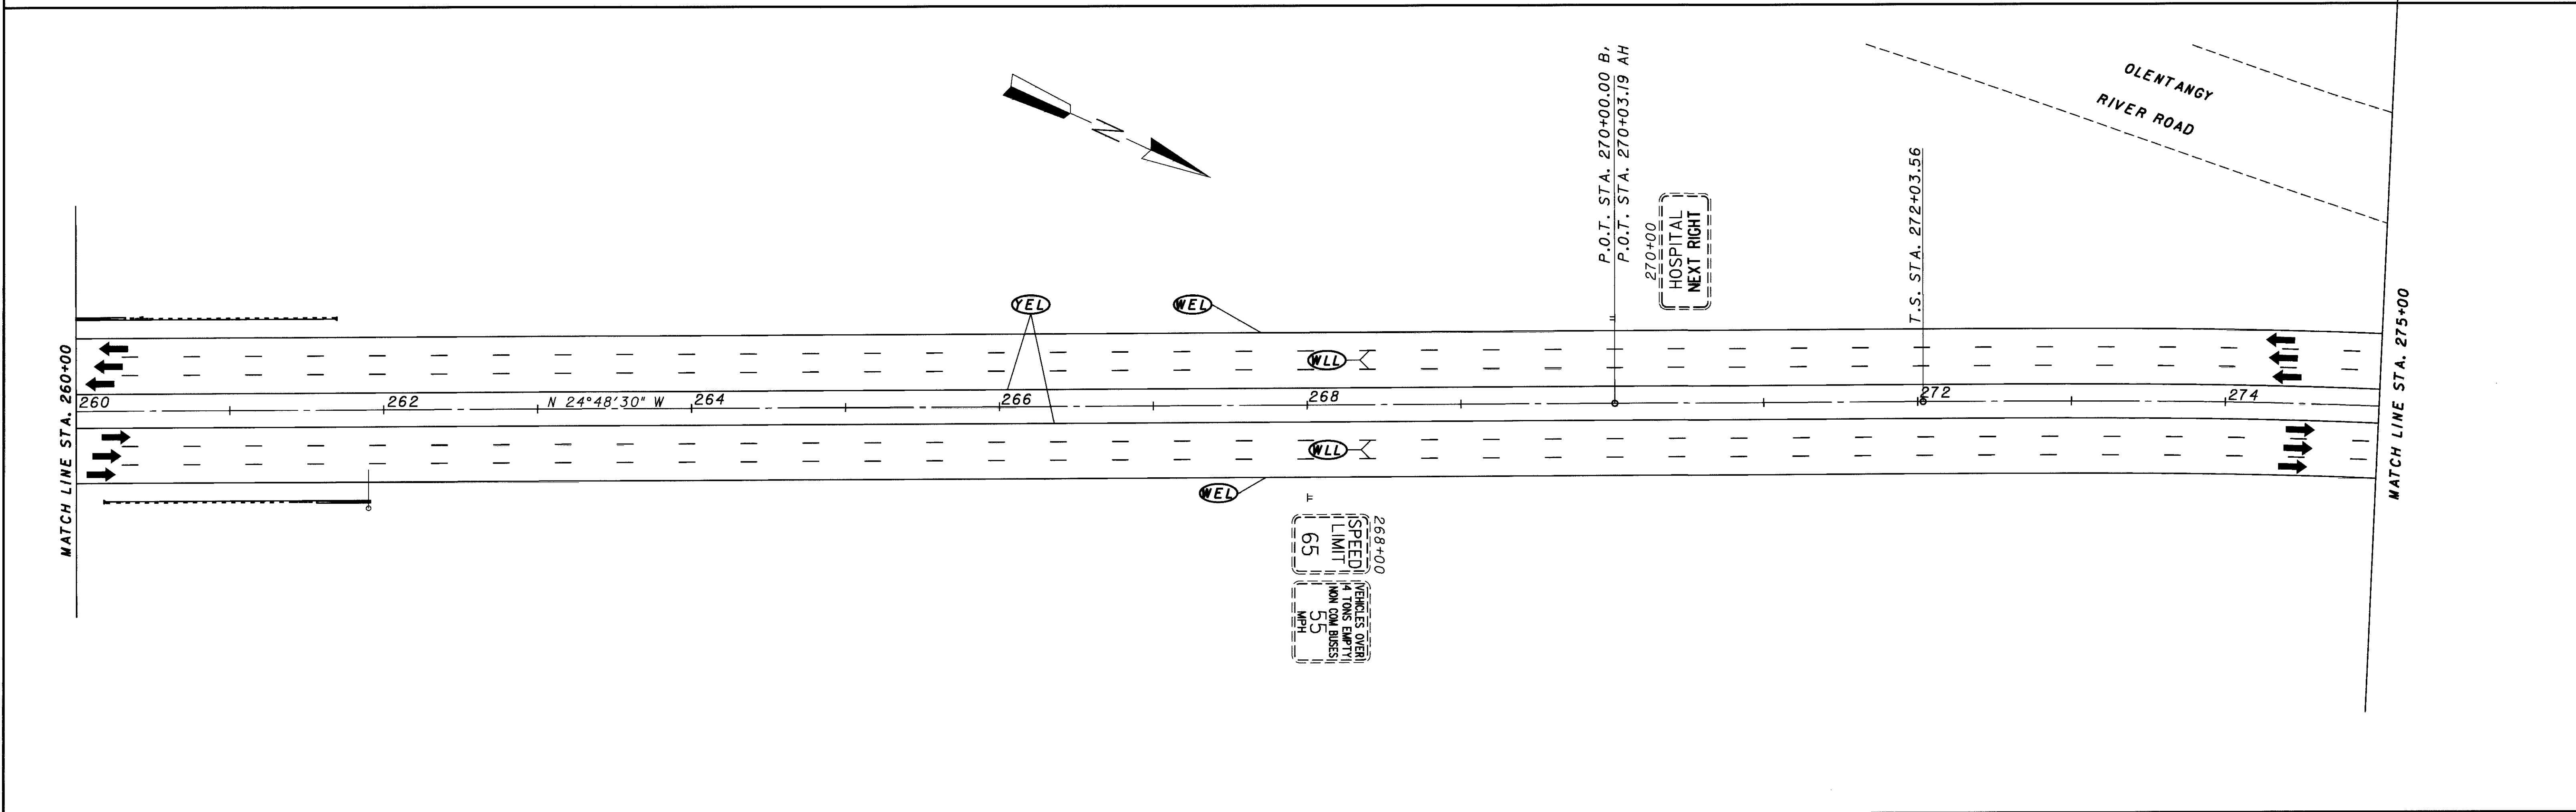 OLENTANGY
RIVER ROAD
N
P.O.T. STA. 270+00.00 B,
P.O.T. STA. 270+03.19 AH
T.S. STA. 272+03.56
270+00
HOSPITAL
NEXT RIGHT
YEL
WEL
WLL
MATCH LINE STA. 260+00
260
262
N 24°48'30" W
264
266
268
272
274
MATCH LINE STA. 275+00
WLL
WEL
268+00
SPEED
LIMIT
65
VEHICLES OVER
4 TONS EMPTY
NON COM BUSES
55
MPH